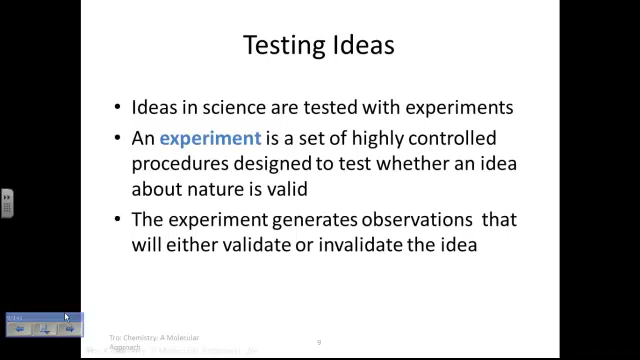 Testing Ideas
• Ideas in science are tested with experiments
• An experiment is a set of highly controlled
procedures designed to test whether an idea
about nature is valid
• The experiment generates observations that
will either validate or invalidate the idea
Tro: Chemistry: A Molecular
Approach
9